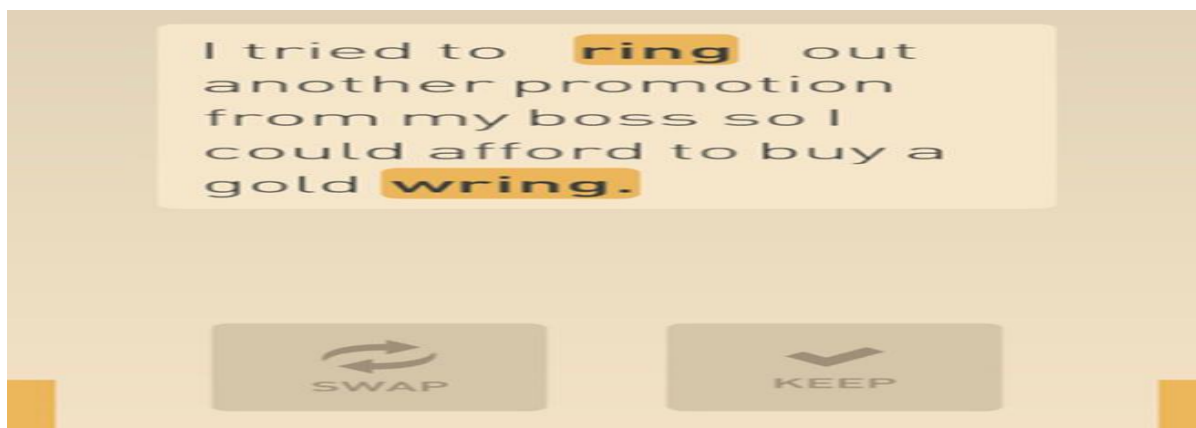 I tried to ring out
another promotion
from my boss so I
could afford to buy a
gold wring.
SWAP
KEEP